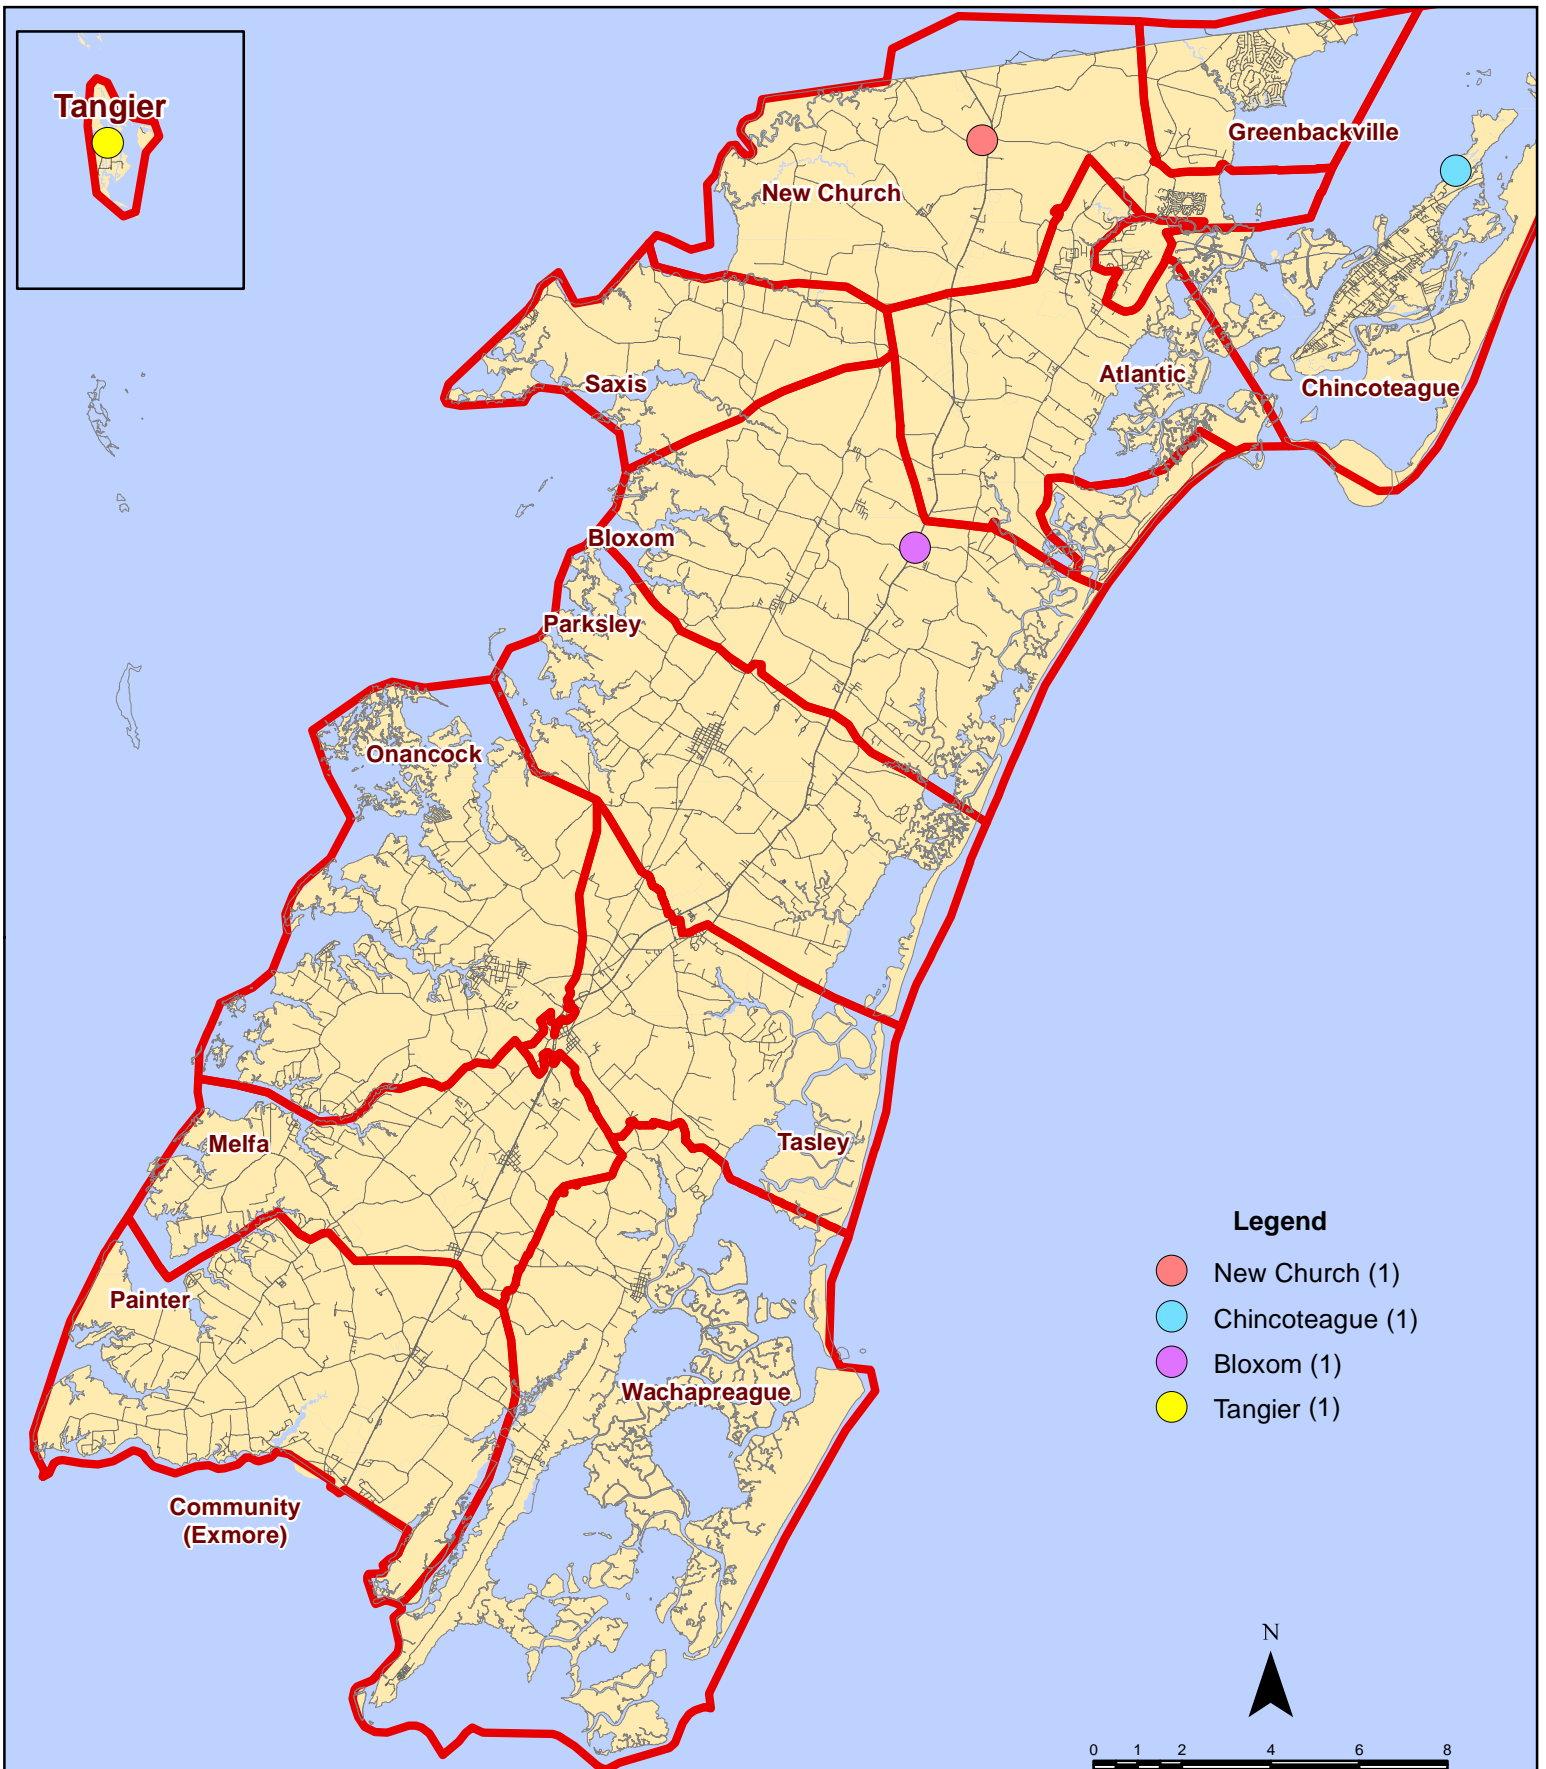 Tangier
Greenbackville
New Church
Atlantic
Saxis
Chincoteague
Bloxom
Parksley
Onancock
Melfa
Tasley
Painter
Wachapreague
Community
(Exmore)
Legend
New Church (1)
Chincoteague (1)
Bloxom (1)
Tangier (1)
N
0 1 2 4 6 8